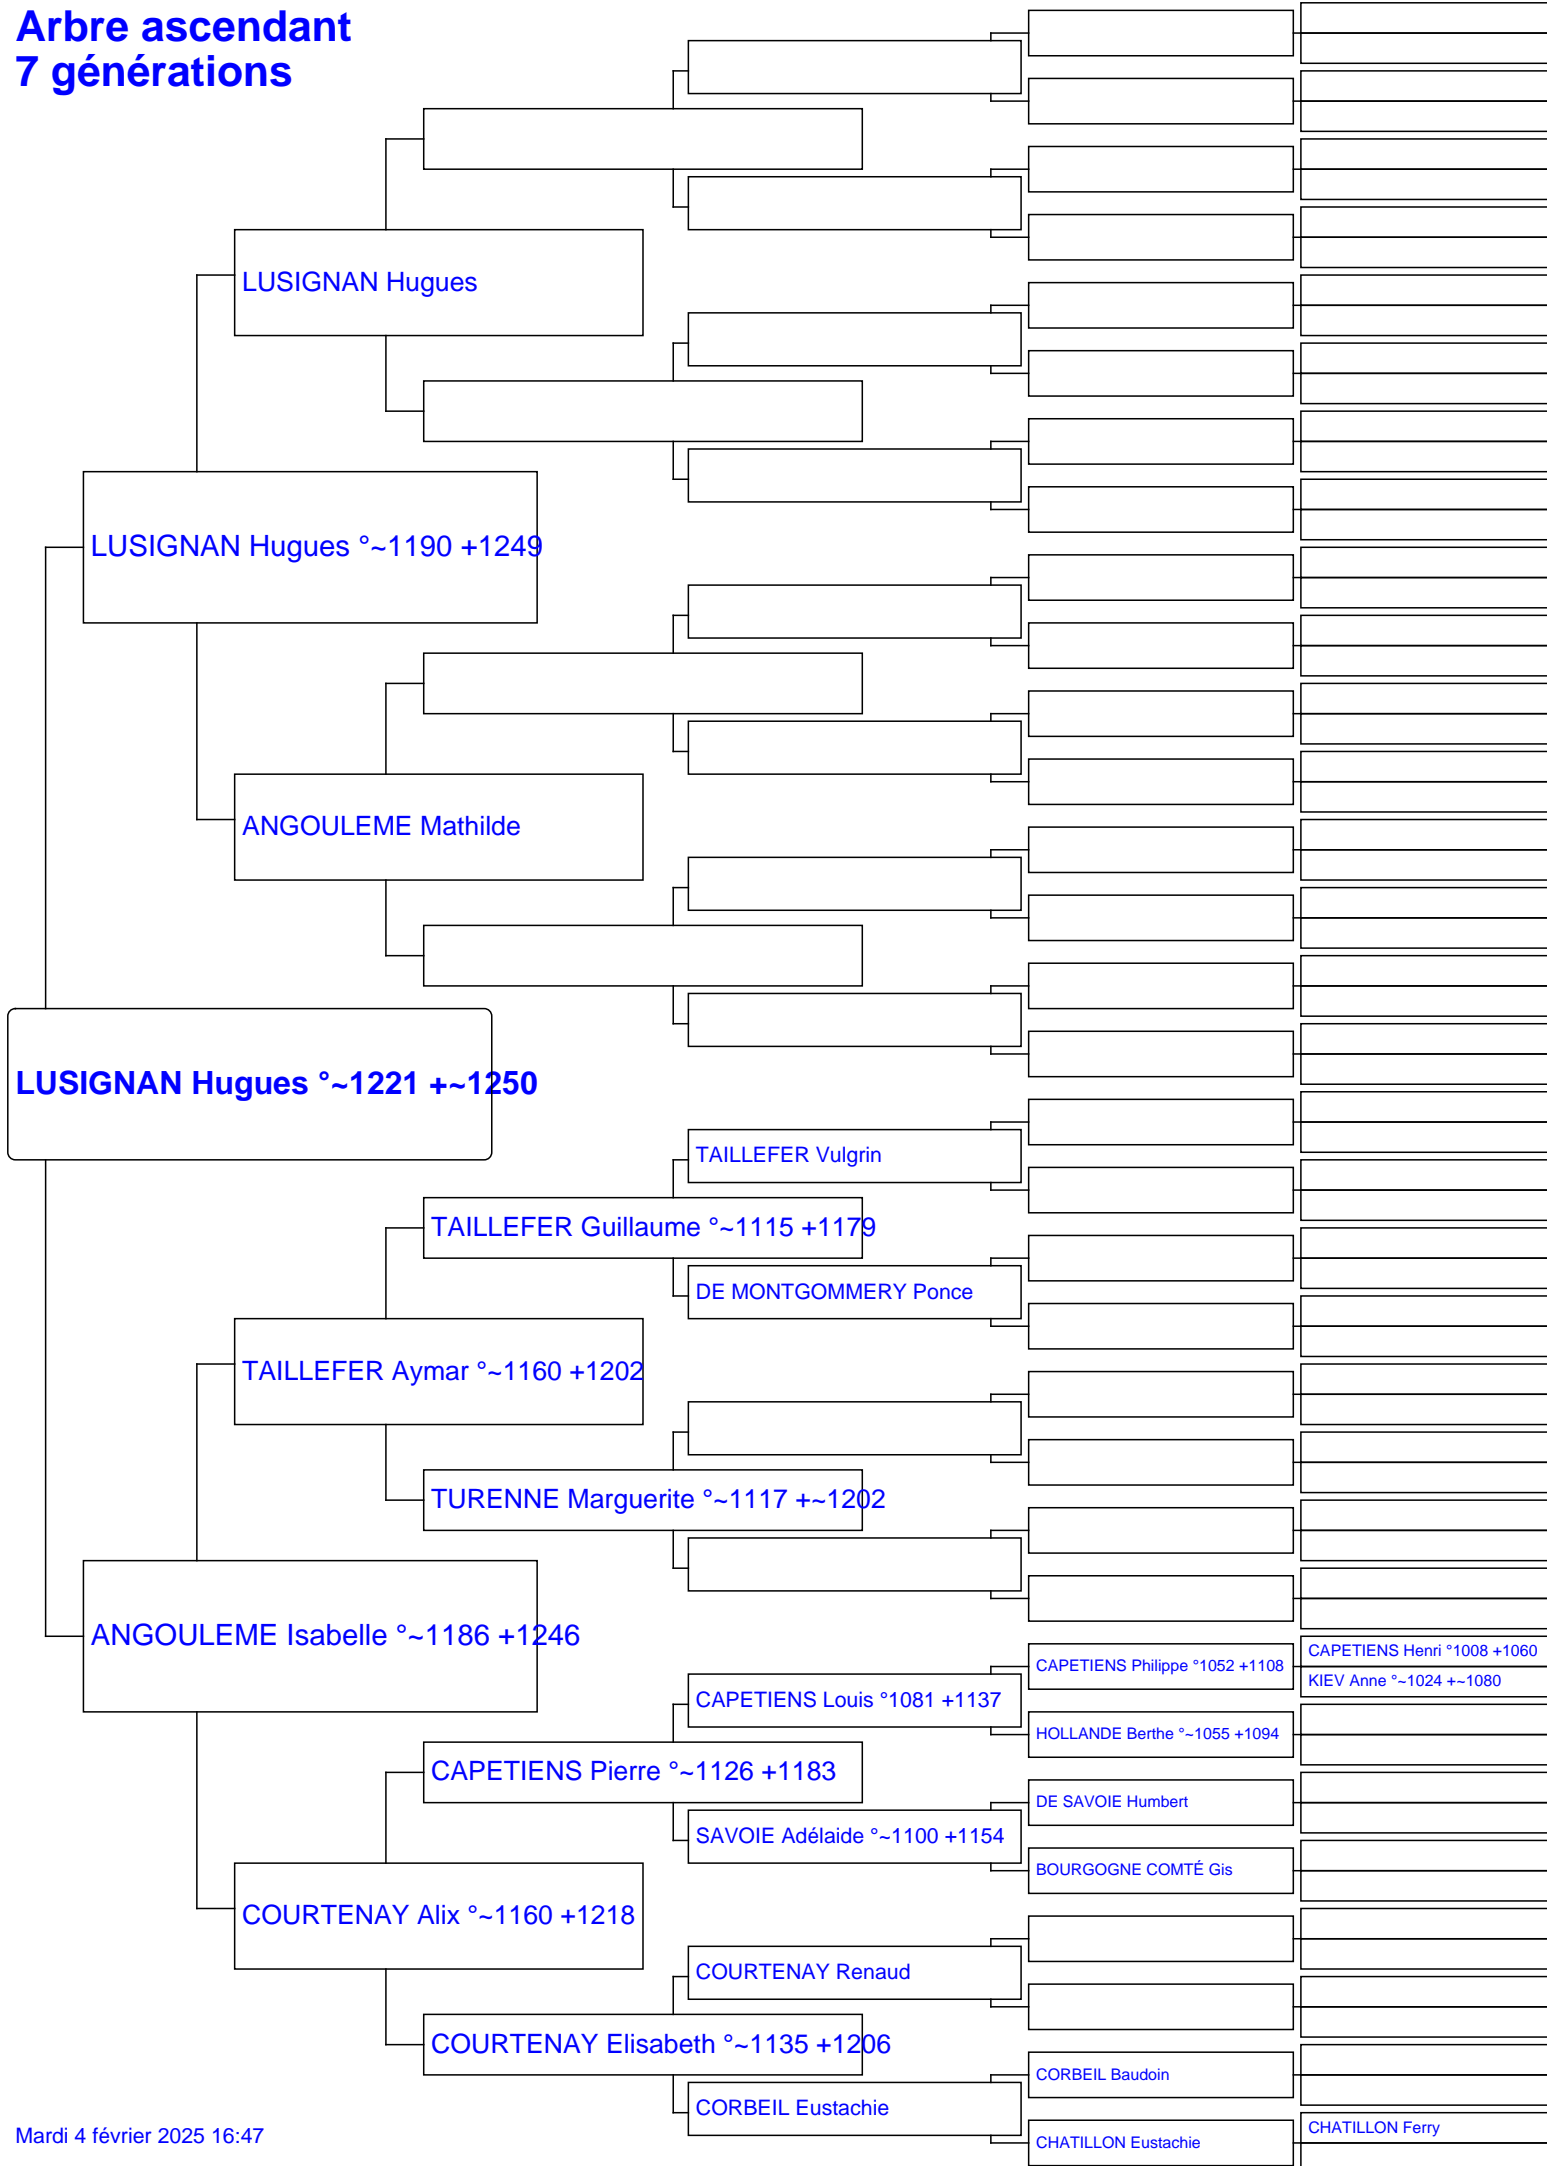 Arbre ascendant
7 générations
LUSIGNAN Hugues
LUSIGNAN Hugues °~1190 +1249
ANGOULEME Mathilde
LUSIGNAN Hugues °~1221 +~1250
TAILLEFER Vulgrin
TAILLEFER Guillaume °~1115 +1179
DE MONTGOMMERY Ponce
TAILLEFER Aymar °~1160 +1202
TURENNE Marguerite °~1117 +~1202
ANGOULEME Isabelle °~1186 +1246
CAPETIENS Henri °1008 +1060
CAPETIENS Philippe °1052 +1108
KIEV Anne °~1024 +~1080
CAPETIENS Louis °1081 +1137
HOLLANDE Berthe °~1055 +1094
CAPETIENS Pierre °~1126 +1183
DE SAVOIE Humbert
SAVOIE Adélaide °~1100 +1154
BOURGOGNE COMTÉ Gis
COURTENAY Alix °~1160 +1218
COURTENAY Renaud
COURTENAY Elisabeth °~1135 +1206
CORBEIL Baudoin
CORBEIL Eustachie
CHATILLON Ferry
CHATILLON Eustachie
Mardi 4 février 2025 16:47